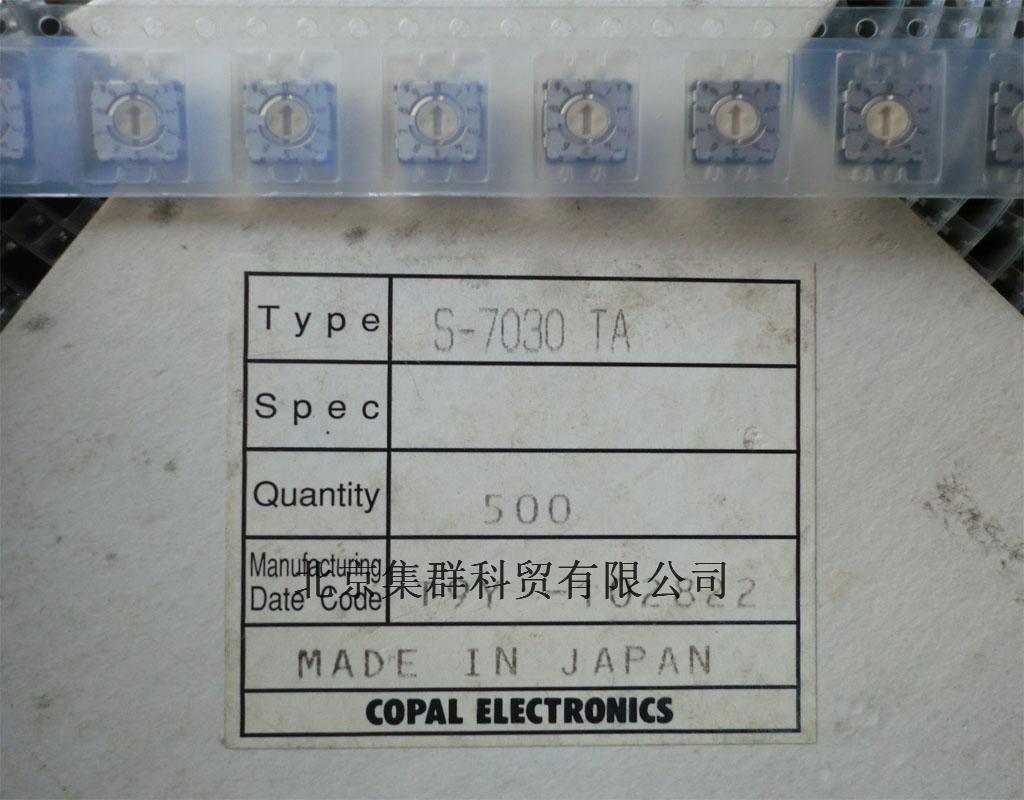 Type S-7030 TA
Spec
Quantity 500
Manufacturing
Date Code
北京集群科贸有限公司
MADE IN JAPAN
COPAL ELECTRONICS